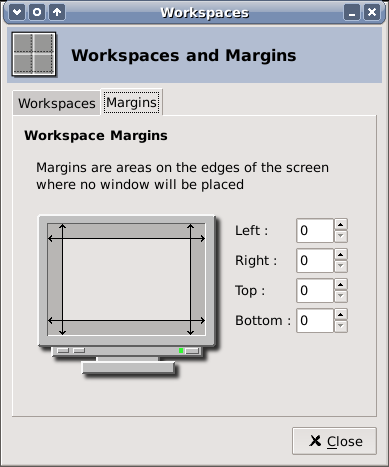 Workspaces
Workspaces and Margins
Workspaces Margins
Workspace Margins
Margins are areas on the edges of the screen
where no window will be placed
Left : 0
Right : 0
Top : 0
Bottom : 0
Close